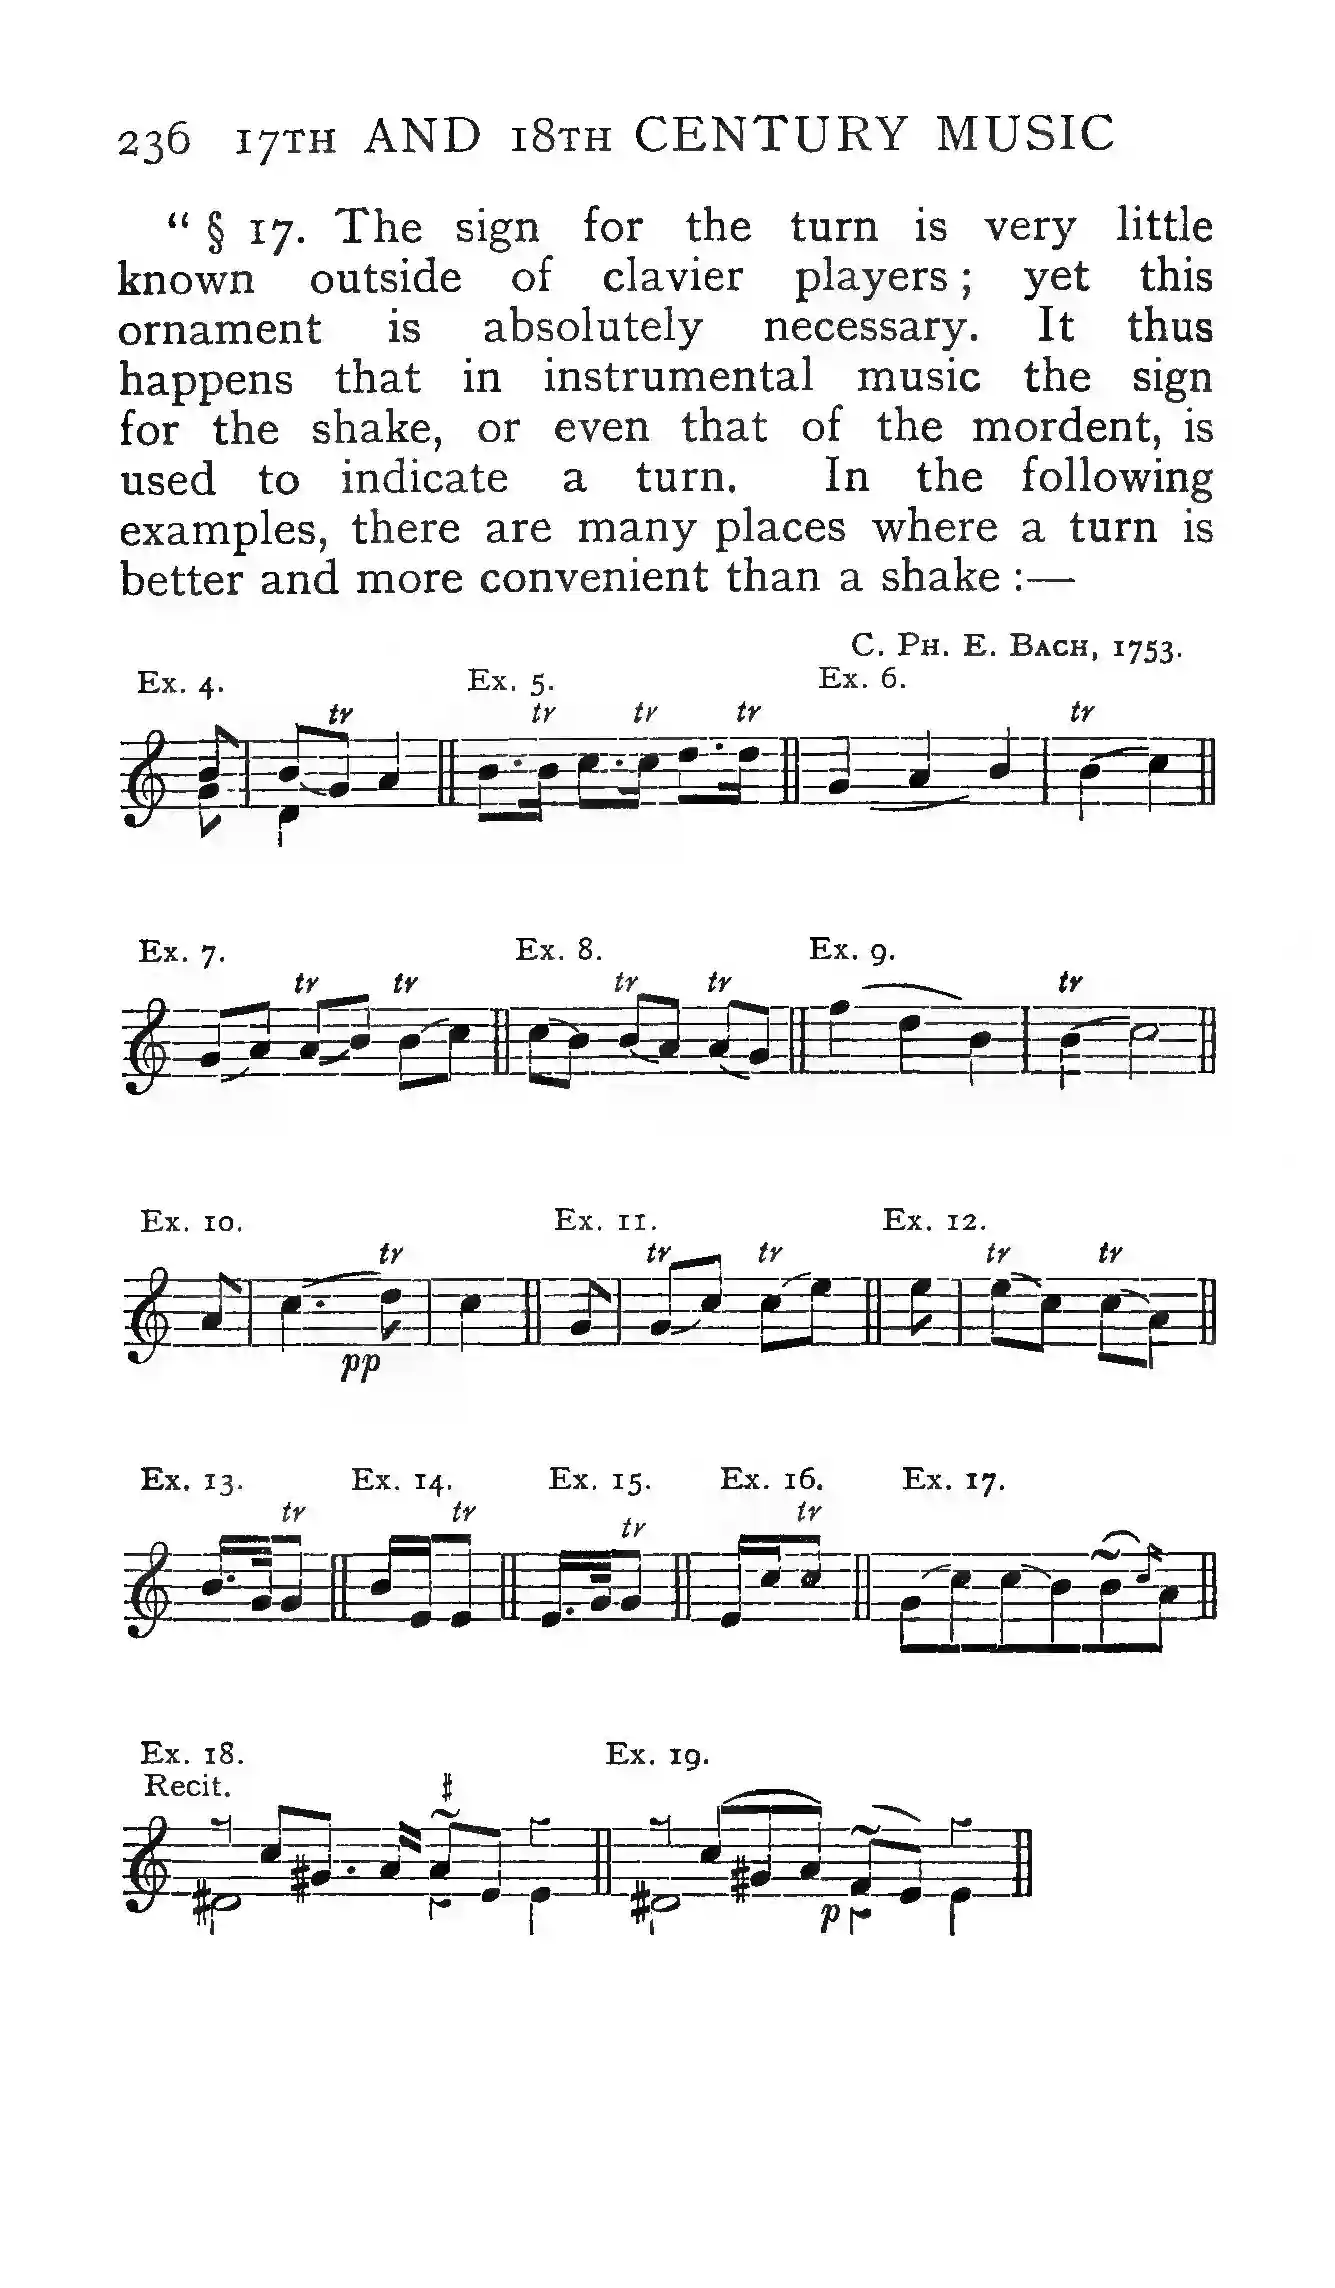 236 17TH AND 18TH CENTURY MUSIC
“ § 17. The sign for the turn is very little
known outside of clavier players ; yet this
ornament is absolutely necessary. It thus
happens that in instrumental music the sign
for the shake, or even that of the mordent, is
used to indicate a turn. In the following
examples, there are many places where a turn is
better and more convenient than a shake :—
C. PH. E. BACH, 1753.
Ex. 4. Ex. 5. Ex. 6.
tr tr tr tr tr
Ex. 7. Ex. 8. Ex. 9.
tr tr tr tr tr
Ex. 10. Ex. 11. Ex. 12.
tr tr tr tr tr
pp
Ex. 13. Ex. 14. Ex. 15. Ex. 16. Ex. 17.
tr tr tr tr
Ex. 18. Ex. 19.
Recit.
p